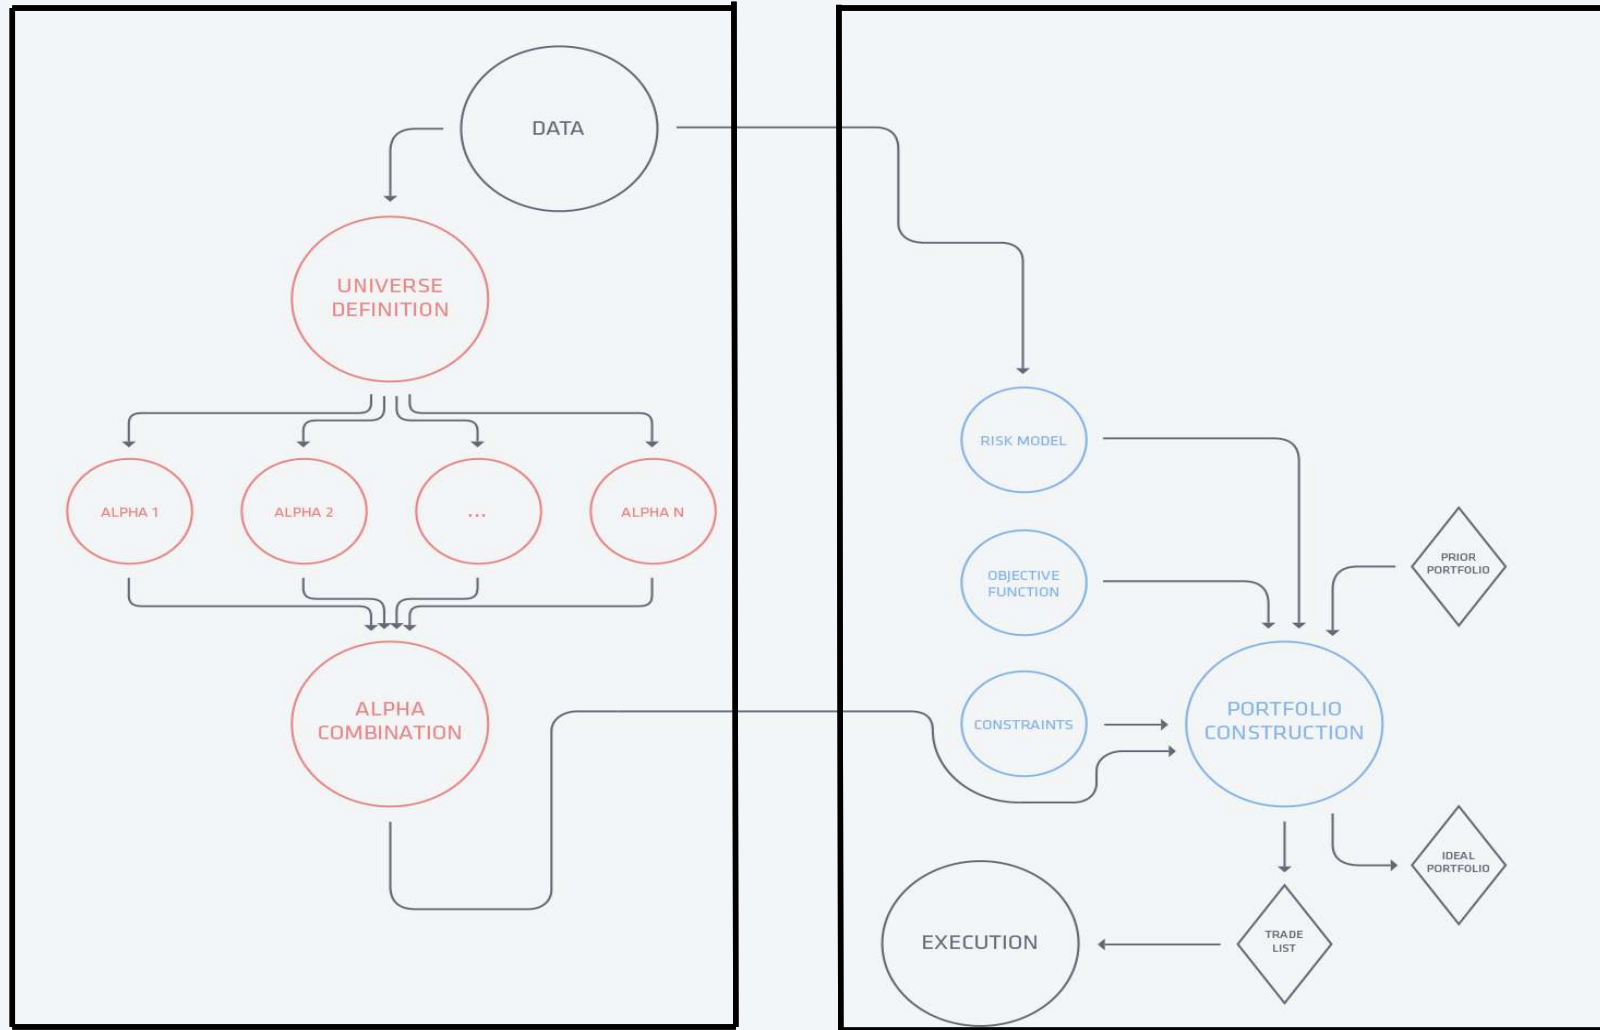 DATA
UNIVERSE
DEFINITION
ALPHA 1
ALPHA 2
...
ALPHA N
ALPHA
COMBINATION
RISK MODEL
OBJECTIVE
FUNCTION
CONSTRAINTS
PRIOR
PORTFOLIO
PORTFOLIO
CONSTRUCTION
IDEAL
PORTFOLIO
TRADE
LIST
EXECUTION